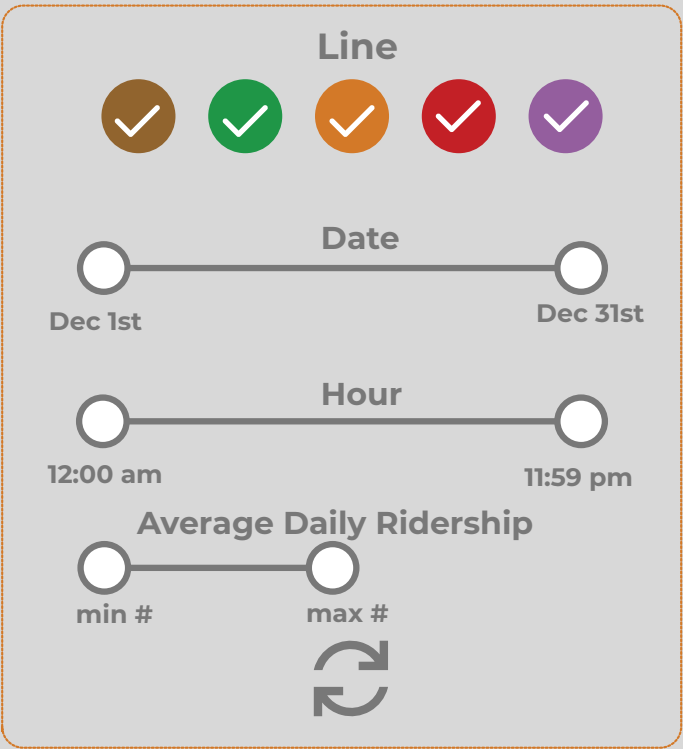 Line
Date
Dec 1st
Dec 31st
Hour
12:00 am
11:59 pm
Average Daily Ridership
min #
max #